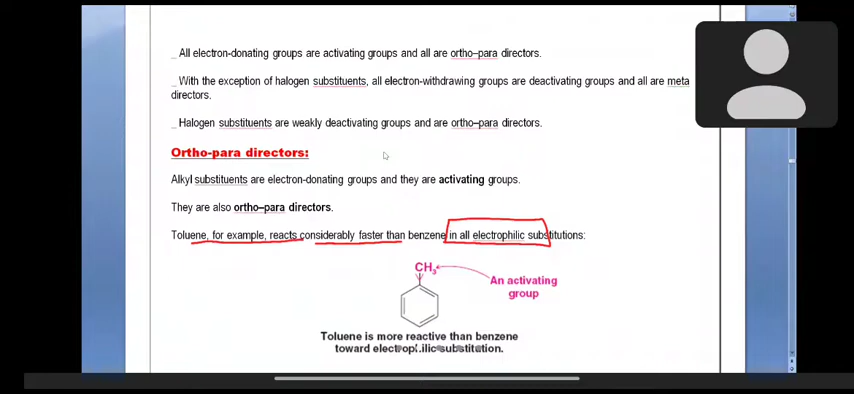 _ All electron-donating groups are activating groups and all are ortho–para directors.
_ With the exception of halogen substituents, all electron-withdrawing groups are deactivating groups and all are meta
directors.
_ Halogen substituents are weakly deactivating groups and are ortho–para directors.
Ortho-para directors:
Alkyl substituents are electron-donating groups and they are activating groups.
They are also ortho–para directors.
Toluene, for example, reacts considerably faster than benzene in all electrophilic substitutions:
CH3
An activating
group
Toluene is more reactive than benzene
toward electrophilic substitution.